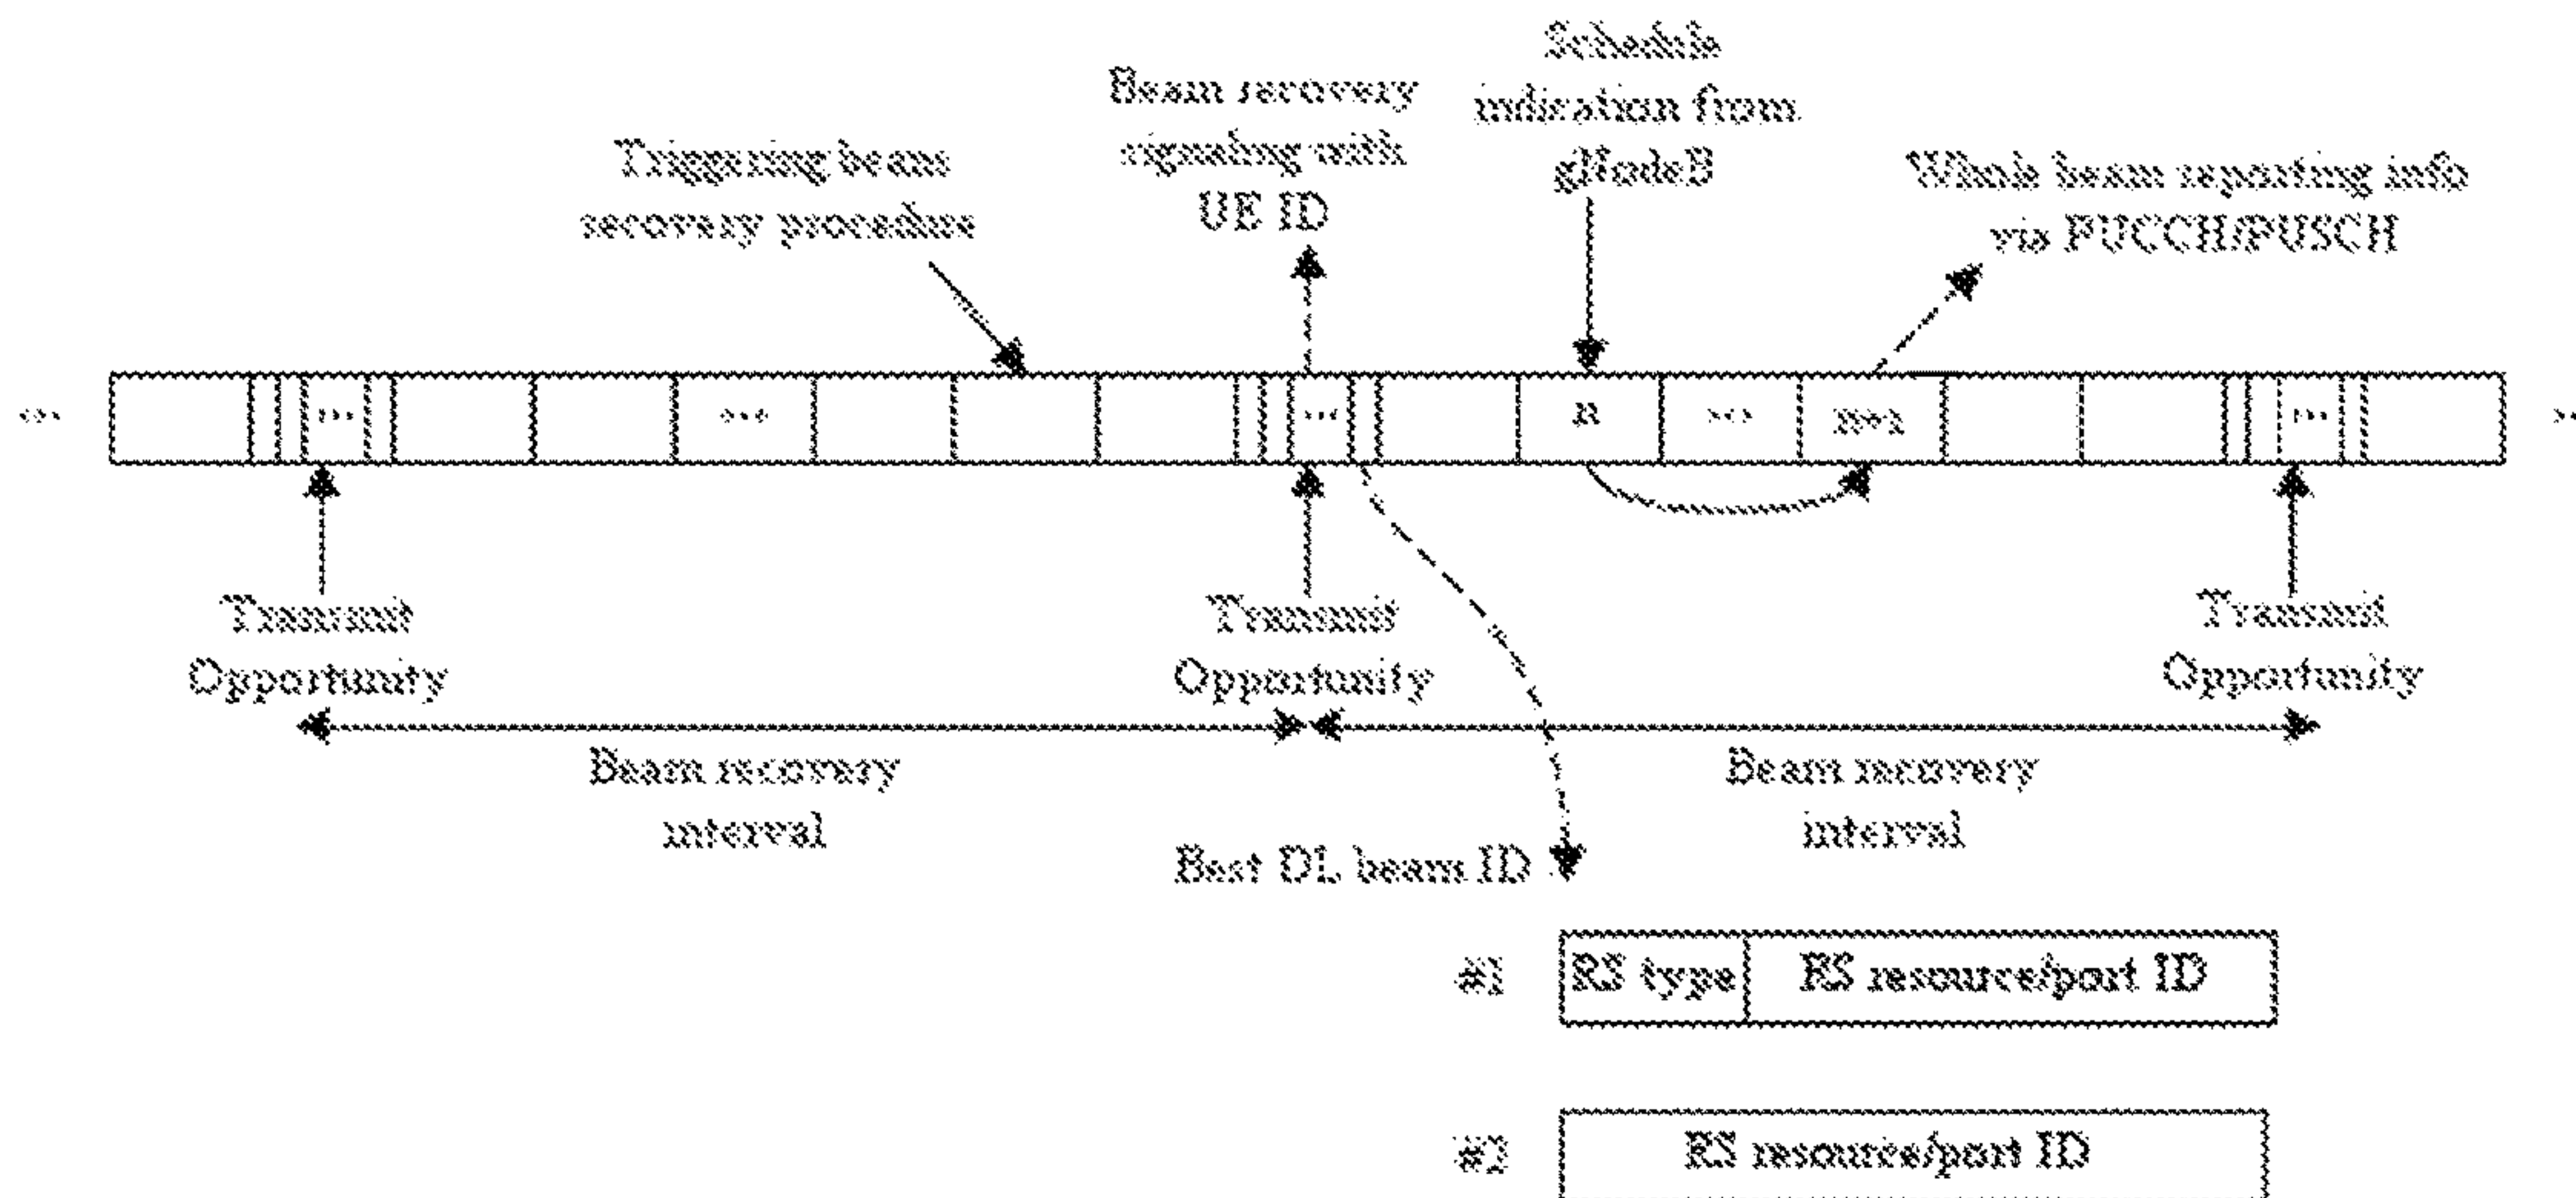 Schedule
indication from
gNodeB
Beam recovery
signaling with
UE ID
Triggering beam
recovery procedure
Whole beam reporting info
via PUCCH/PUSCH
...
...
...
...
n
...
...
...
Transmit
Opportunity
Transmit
Opportunity
Transmit
Opportunity
Beam recovery
interval
Beam recovery
interval
Best DL beam ID
#1 RS type RS resource/port ID
#2 RS resource/port ID